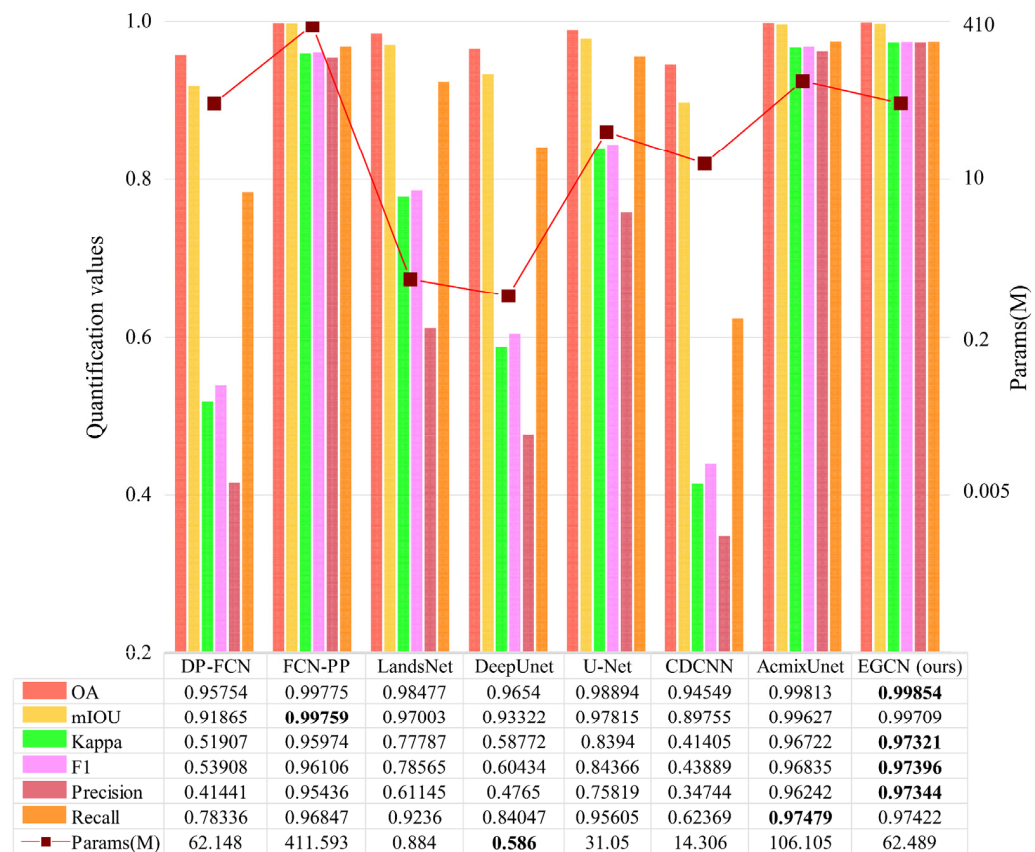 1.0
0.8
0.6
0.4
0.2
Quantification values
410
10
0.2
0.005
Params(M)
DP-FCN FCN-PP LandsNet DeepUnet U-Net CDCNN AcmixUnet EGCN (ours)
OA 0.95754 0.99775 0.98477 0.9654 0.98894 0.94549 0.99813 0.99854
mIOU 0.91865 0.99759 0.97003 0.93322 0.97815 0.89755 0.99627 0.99709
Kappa 0.51907 0.95974 0.77787 0.58772 0.8394 0.41405 0.96722 0.97321
F1 0.53908 0.96106 0.78565 0.60434 0.84366 0.43889 0.96835 0.97396
Precision 0.41441 0.95436 0.61145 0.4765 0.75819 0.34744 0.96242 0.97344
Recall 0.78336 0.96847 0.9236 0.84047 0.95605 0.62369 0.97479 0.97422
Params(M) 62.148 411.593 0.884 0.586 31.05 14.306 106.105 62.489